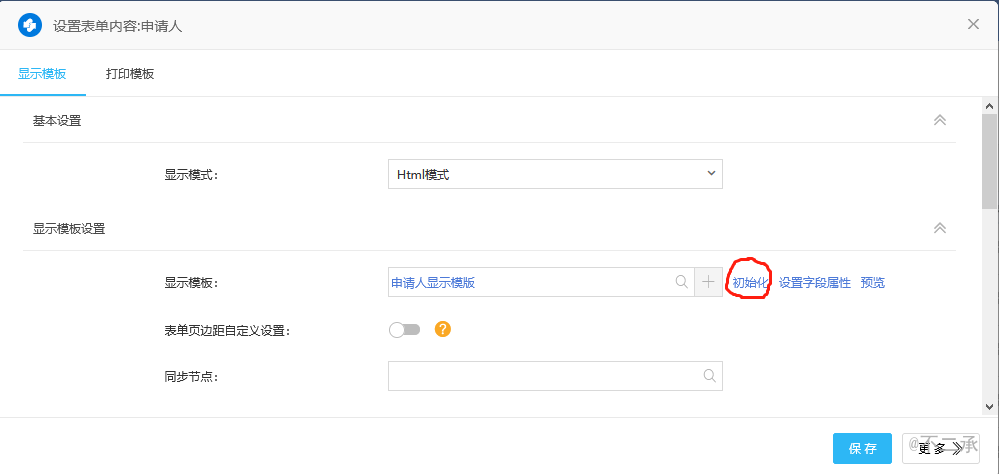 设置表单内容:申请人
显示模板 打印模板
基本设置
显示模式： Html模式
显示模板设置
显示模板： 申请人显示模版 初始化 设置字段属性 预览
表单页边距自定义设置： ?
同步节点：
保存 更多
@不二承